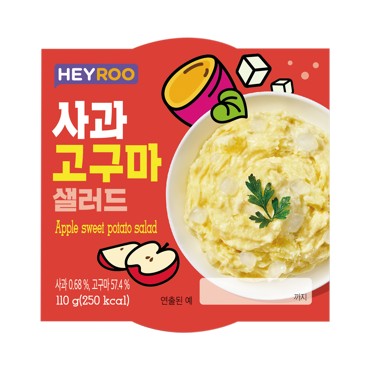 HEYROO
사과
고구마
샐러드
Apple sweet potato salad
사과 0.68 %, 고구마 57.4 %
110 g(250 kcal)
연출된 예
까지